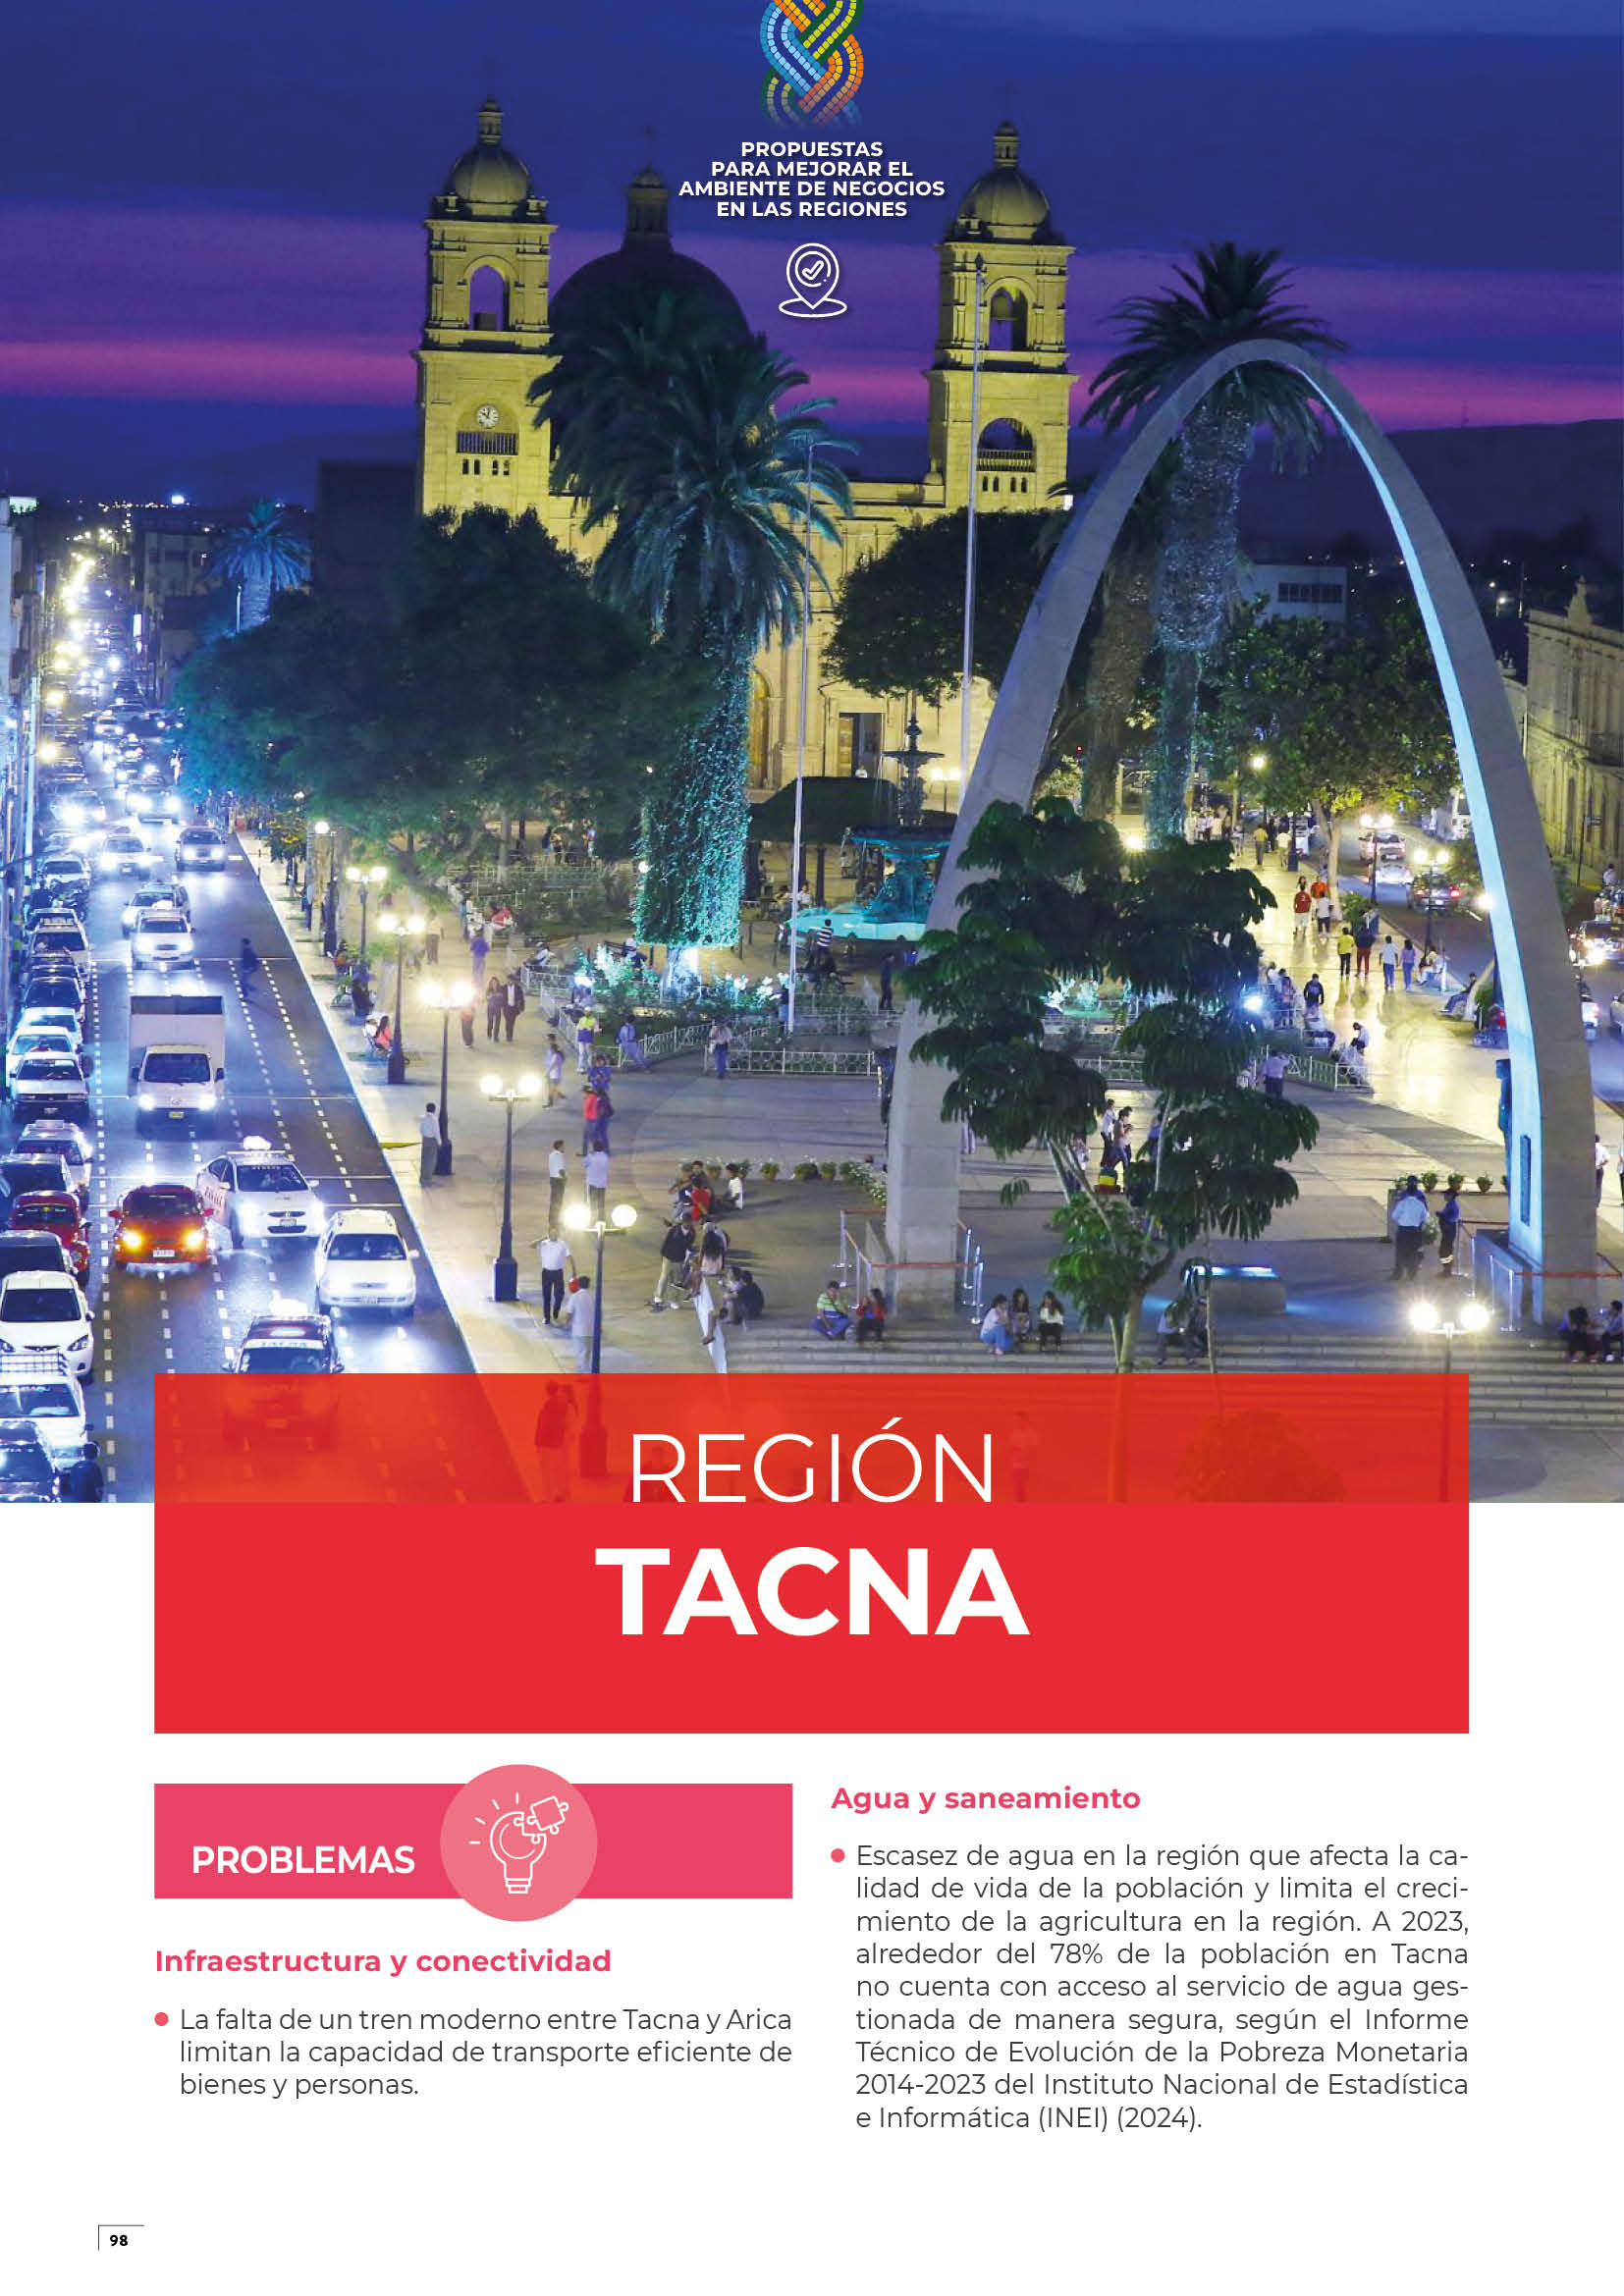 PROPUESTAS
PARA MEJORAR EL
AMBIENTE DE NEGOCIOS
EN LAS REGIONES
REGIÓN
TACNA
PROBLEMAS
Infraestructura y conectividad
La falta de un tren moderno entre Tacna y Arica
limitan la capacidad de transporte eficiente de
bienes y personas.
Agua y saneamiento
Escasez de agua en la región que afecta la ca-
lidad de vida de la población y limita el creci-
miento de la agricultura en la región. A 2023,
alrededor del 78% de la población en Tacna
no cuenta con acceso al servicio de agua ges-
tionada de manera segura, según el Informe
Técnico de Evolución de la Pobreza Monetaria
2014-2023 del Instituto Nacional de Estadística
e Informática (INEI) (2024).
98